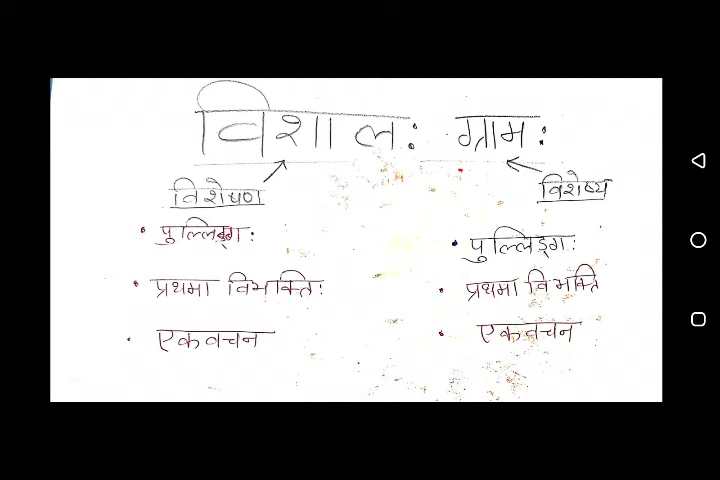 विशालः ग्रामः
विशेषण विशेष्य
• पुल्लिङ्गः • पुल्लिङ्गः
• प्रथमा विभक्तिः • प्रथमा विभक्ति
• एकवचन • एकवचन